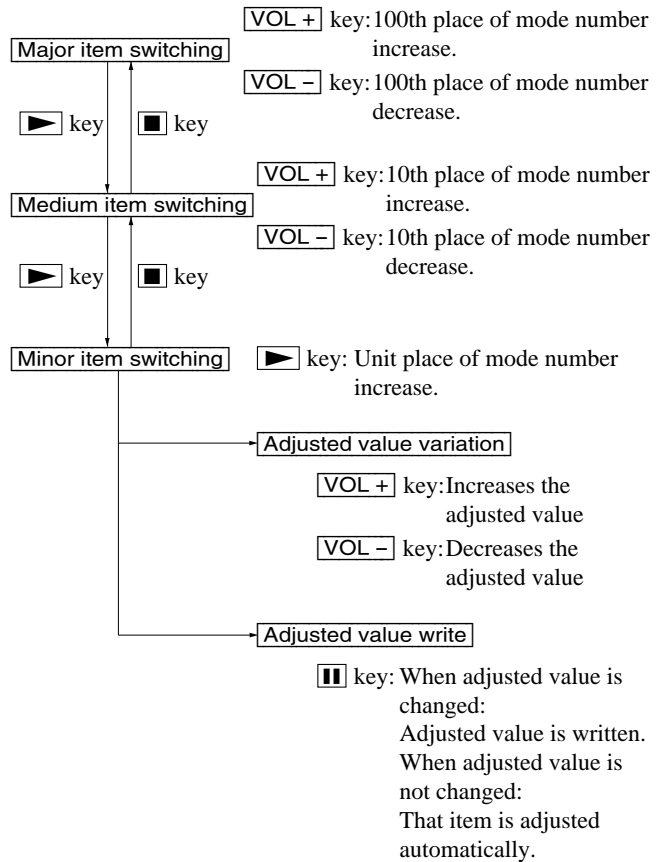 VOL + key: 100th place of mode number
increase.
Major item switching
VOL – key: 100th place of mode number
decrease.
key key
VOL + key: 10th place of mode number
increase.
Medium item switching
VOL – key: 10th place of mode number
decrease.
key key
Minor item switching
key: Unit place of mode number
increase.
Adjusted value variation
VOL + key: Increases the
adjusted value
VOL – key: Decreases the
adjusted value
Adjusted value write
key: When adjusted value is
changed:
Adjusted value is written.
When adjusted value is
not changed:
That item is adjusted
automatically.